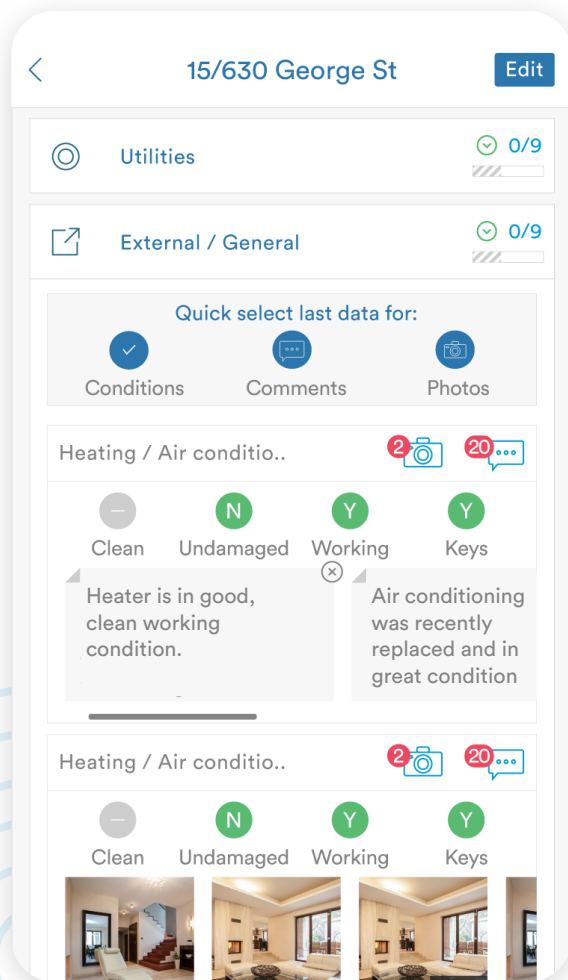 15/630 George St
Edit
Utilities
0/9
External / General
0/9
Quick select last data for:
Conditions
Comments
Photos
Heating / Air conditio..
2
20
N
Y
Y
Clean
Undamaged
Working
Keys
Heater is in good,
clean working
condition.
Air conditioning
was recently
replaced and in
great condition
Heating / Air conditio..
2
20
N
Y
Y
Clean
Undamaged
Working
Keys